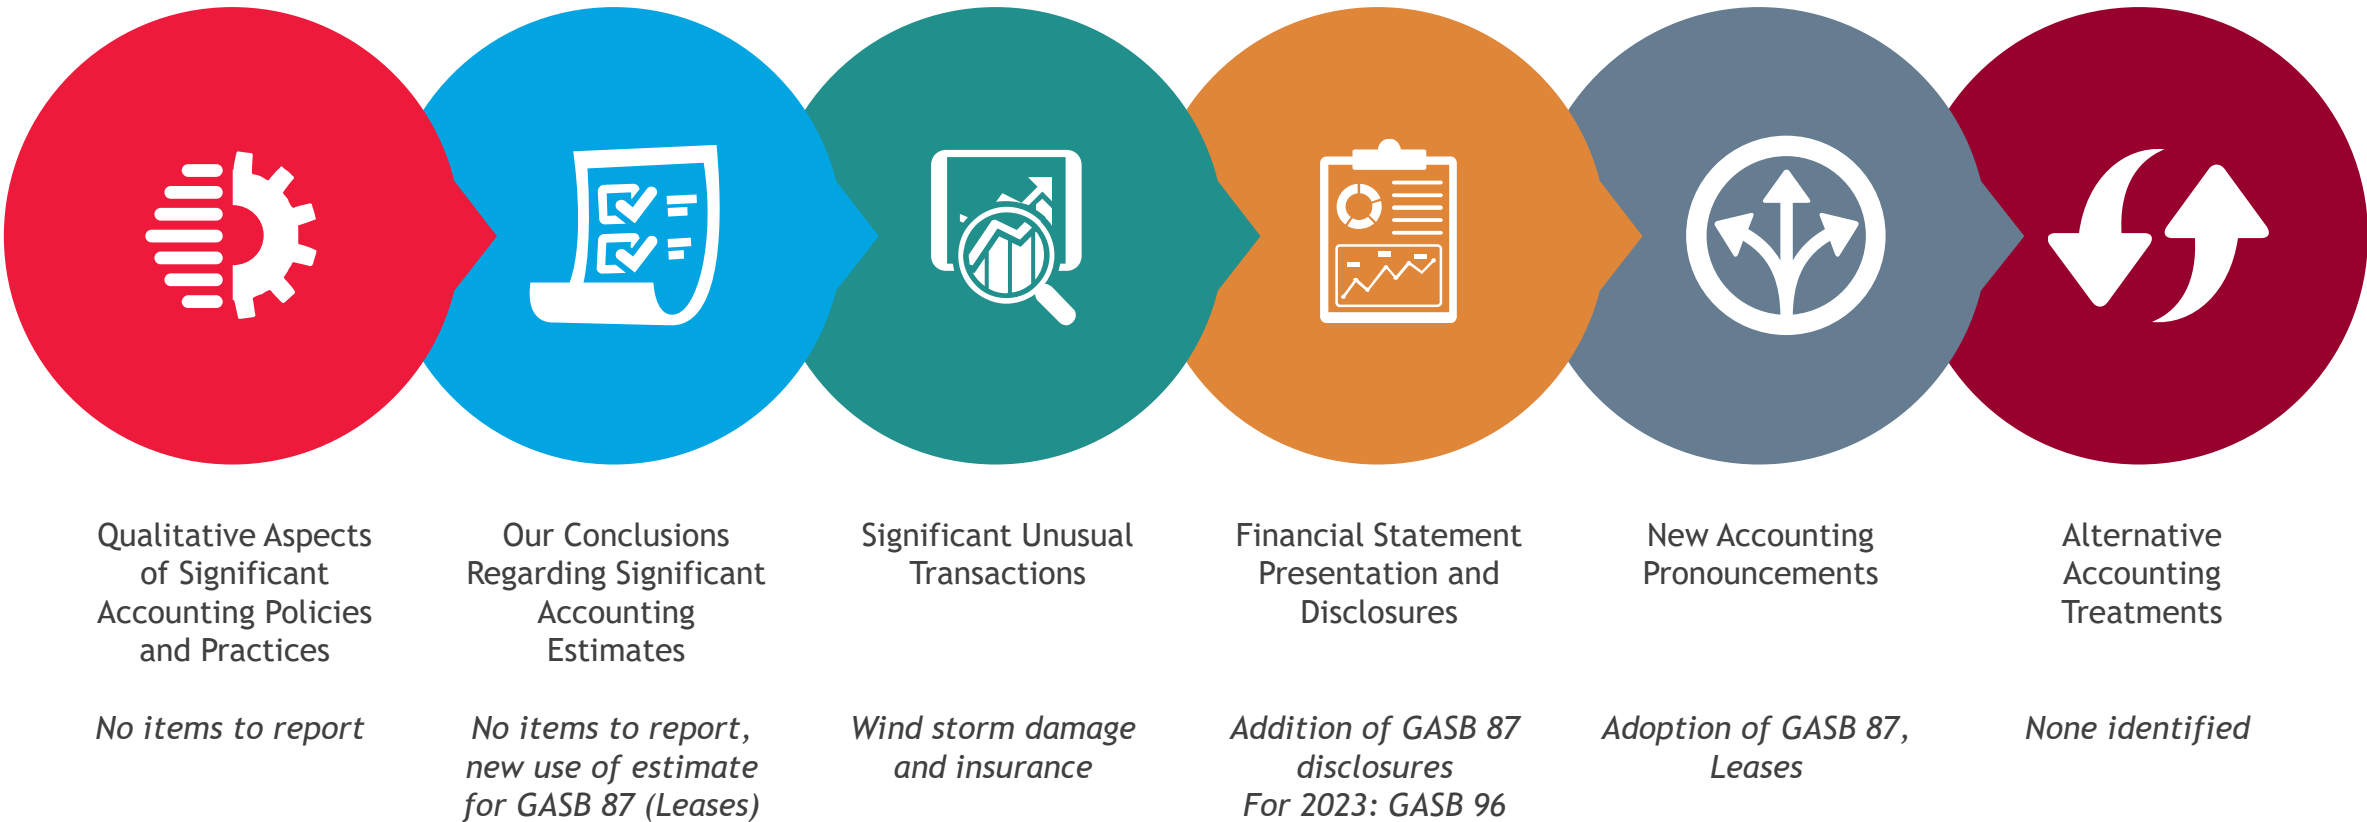 Qualitative Aspects
of Significant
Accounting Policies
and Practices
No items to report
Our Conclusions
Regarding Significant
Accounting
Estimates
No items to report,
new use of estimate
for GASB 87 (Leases)
Significant Unusual
Transactions
Wind storm damage
and insurance
Financial Statement
Presentation and
Disclosures
Addition of GASB 87
disclosures
For 2023: GASB 96
New Accounting
Pronouncements
Adoption of GASB 87,
Leases
Alternative
Accounting
Treatments
None identified